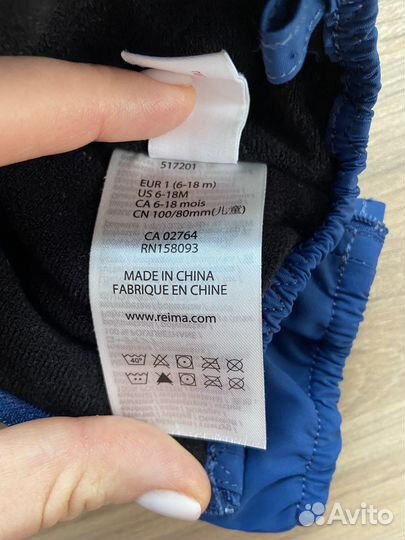 517201
EUR 1 (6-18 m)
US 6-18M
CA 6-18 mois
CN 100/80mm(儿童)
CA 02764
RN158093
MADE IN CHINA
FABRIQUE EN CHINE
www.reima.com
40°
Avito